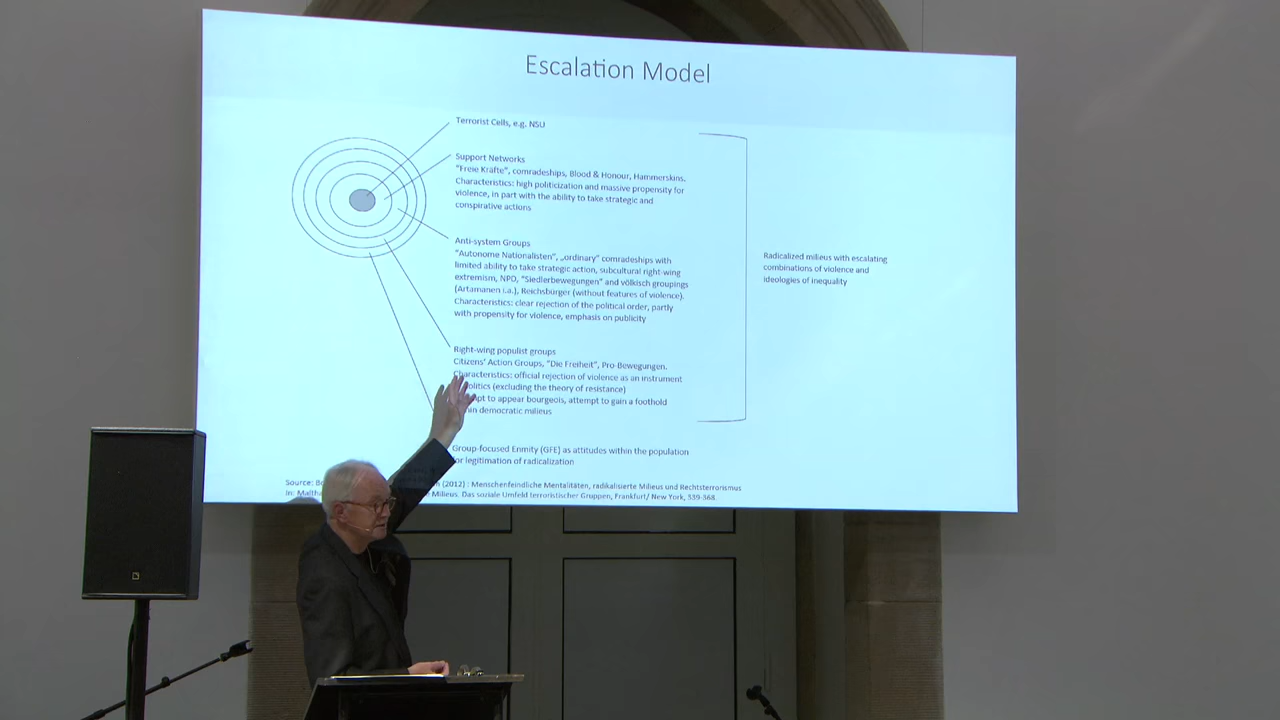 Escalation Model
Terrorist Cells, e.g. NSU
Support Networks
"Freie Kräfte", comradeships, Blood & Honour, Hammerskins.
Characteristics: high politicization and massive propensity for
violence, in part with the ability to take strategic and
conspirative actions
Anti-system Groups
"Autonome Nationalisten", „ordinary" comradeships with
limited ability to take strategic action, subcultural right-wing
extremism, NPD, "Siedlerbewegungen" and völkisch groupings
(Artamanen i.a.), Reichsbürger (without features of violence).
Characteristics: clear rejection of the political order, partly
with propensity for violence, emphasis on publicity
Radicalized milieus with escalating
combinations of violence and
ideologies of inequality
Right-wing populist groups
Citizens' Action Groups, "Die Freiheit", Pro-Bewegungen.
Characteristics: official rejection of violence as an instrument
politics (excluding the theory of resistance)
to appear bourgeois, attempt to gain a foothold
democratic milieus
Group-focused Enmity (GFE) as attitudes within the population
for legitimation of radicalization
Source: (2012) : Menschenfeindliche Mentalitäten, radikalisierte Milieus und Rechtsterrorismus
In: Milieus. Das soziale Umfeld terroristischer Gruppen, Frankfurt/ New York, 339-368.